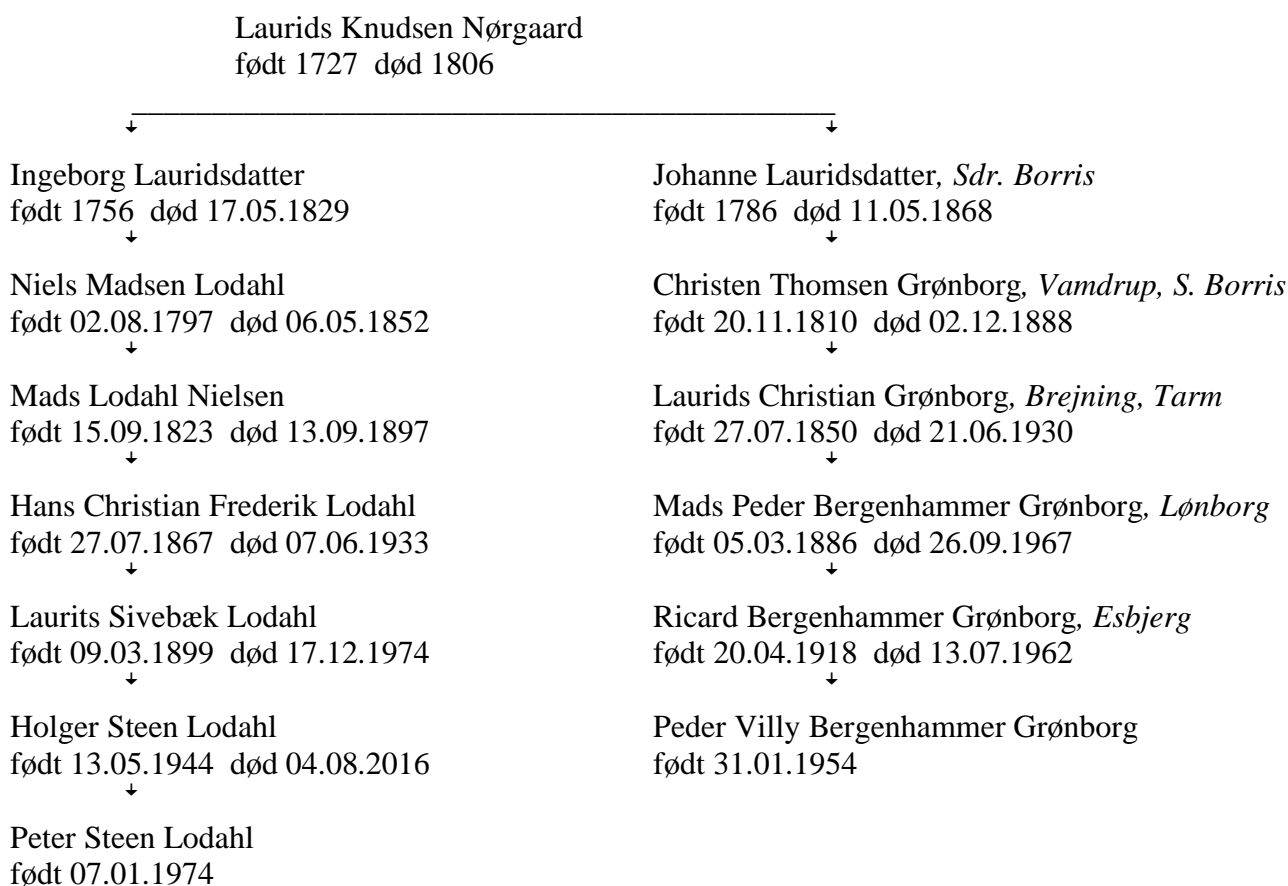 Laurids Knudsen Nørgaard
født 1727 død 1806
Ingeborg Lauridsdatter
født 1756 død 17.05.1829
Niels Madsen Lodahl
født 02.08.1797 død 06.05.1852
Mads Lodahl Nielsen
født 15.09.1823 død 13.09.1897
Hans Christian Frederik Lodahl
født 27.07.1867 død 07.06.1933
Laurits Sivebæk Lodahl
født 09.03.1899 død 17.12.1974
Holger Steen Lodahl
født 13.05.1944 død 04.08.2016
Peter Steen Lodahl
født 07.01.1974
Johanne Lauridsdatter, Sdr. Borris
født 1786 død 11.05.1868
Christen Thomsen Grønborg, Vamdrup, S. Borris
født 20.11.1810 død 02.12.1888
Laurids Christian Grønborg, Brejning, Tarm
født 27.07.1850 død 21.06.1930
Mads Peder Bergenhammer Grønborg, Lønborg
født 05.03.1886 død 26.09.1967
Ricard Bergenhammer Grønborg, Esbjerg
født 20.04.1918 død 13.07.1962
Peder Villy Bergenhammer Grønborg
født 31.01.1954